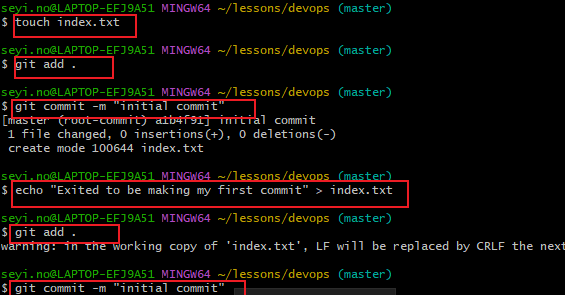 seyi.no@LAPTOP-EFJ9A51 MINGW64 ~/lessons/devops (master)
$ touch index.txt
seyi.no@LAPTOP-EFJ9A51 MINGW64 ~/lessons/devops (master)
$ git add .
seyi.no@LAPTOP-EFJ9A51 MINGW64 ~/lessons/devops (master)
$ git commit -m "initial commit"
[master (root-commit) a1b4f91] initial commit
 1 file changed, 0 insertions(+), 0 deletions(-)
 create mode 100644 index.txt
seyi.no@LAPTOP-EFJ9A51 MINGW64 ~/lessons/devops (master)
$ echo "Exited to be making my first commit" > index.txt
seyi.no@LAPTOP-EFJ9A51 MINGW64 ~/lessons/devops (master)
$ git add .
warning: in the working copy of 'index.txt', LF will be replaced by CRLF the next
seyi.no@LAPTOP-EFJ9A51 MINGW64 ~/lessons/devops (master)
$ git commit -m "initial commit"